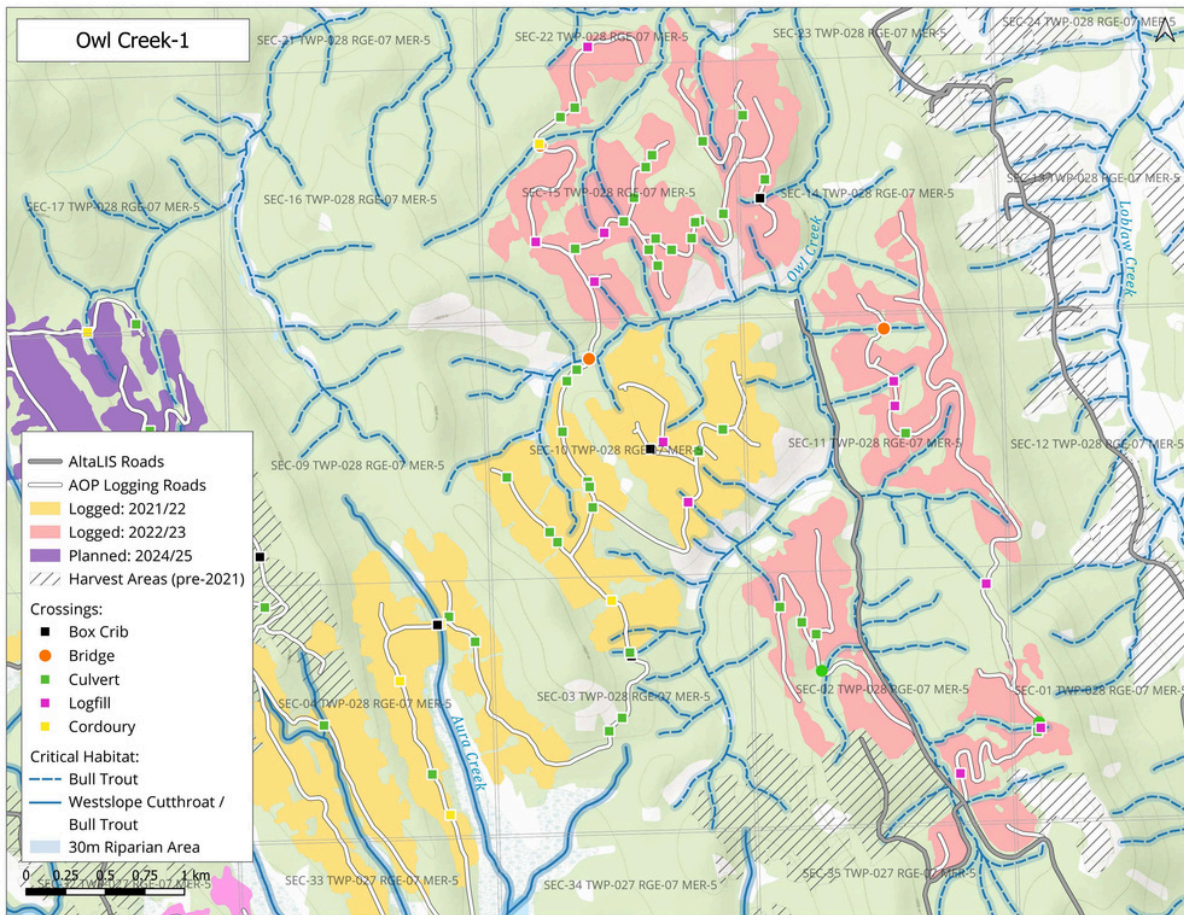 Owl Creek-1
SEC-21 TWP-028 RGE-07 MER-5
SEC-22 TWP-028 RGE-07 MER-5
SEC-23 TWP-028 RGE-07 MER-5
SEC-24 TWP-028 RGE-07 MER-5
SEC-17 TWP-028 RGE-07 MER-5
SEC-16 TWP-028 RGE-07 MER-5
SEC-15 TWP-028 RGE-07 MER-5
SEC-14 TWP-028 RGE-07 MER-5
SEC-13 TWP-028 RGE-07 MER-5
Owl Creek
Loblaw Creek
SEC-09 TWP-028 RGE-07 MER-5
SEC-10 TWP-028 RGE-07 MER-5
SEC-11 TWP-028 RGE-07 MER-5
SEC-12 TWP-028 RGE-07 MER-5
AltaLIS Roads
AOP Logging Roads
Logged: 2021/22
Logged: 2022/23
Planned: 2024/25
Harvest Areas (pre-2021)
Crossings:
Box Crib
Bridge
Culvert
Logfill
Cordoury
Critical Habitat:
Bull Trout
Westslope Cutthroat /
Bull Trout
30m Riparian Area
0 0.25 0.5 0.75 1 km
SEC-04 TWP-028 RGE-07 MER-5
SEC-03 TWP-028 RGE-07 MER-5
SEC-02 TWP-028 RGE-07 MER-5
SEC-01 TWP-028 RGE-07 MER-5
Aura Creek
TWP-027 RGE-07 MER-5
SEC-33 TWP-027 RGE-07 MER-5
SEC-34 TWP-027 RGE-07 MER-5
SEC-35 TWP-027 RGE-07 MER-5